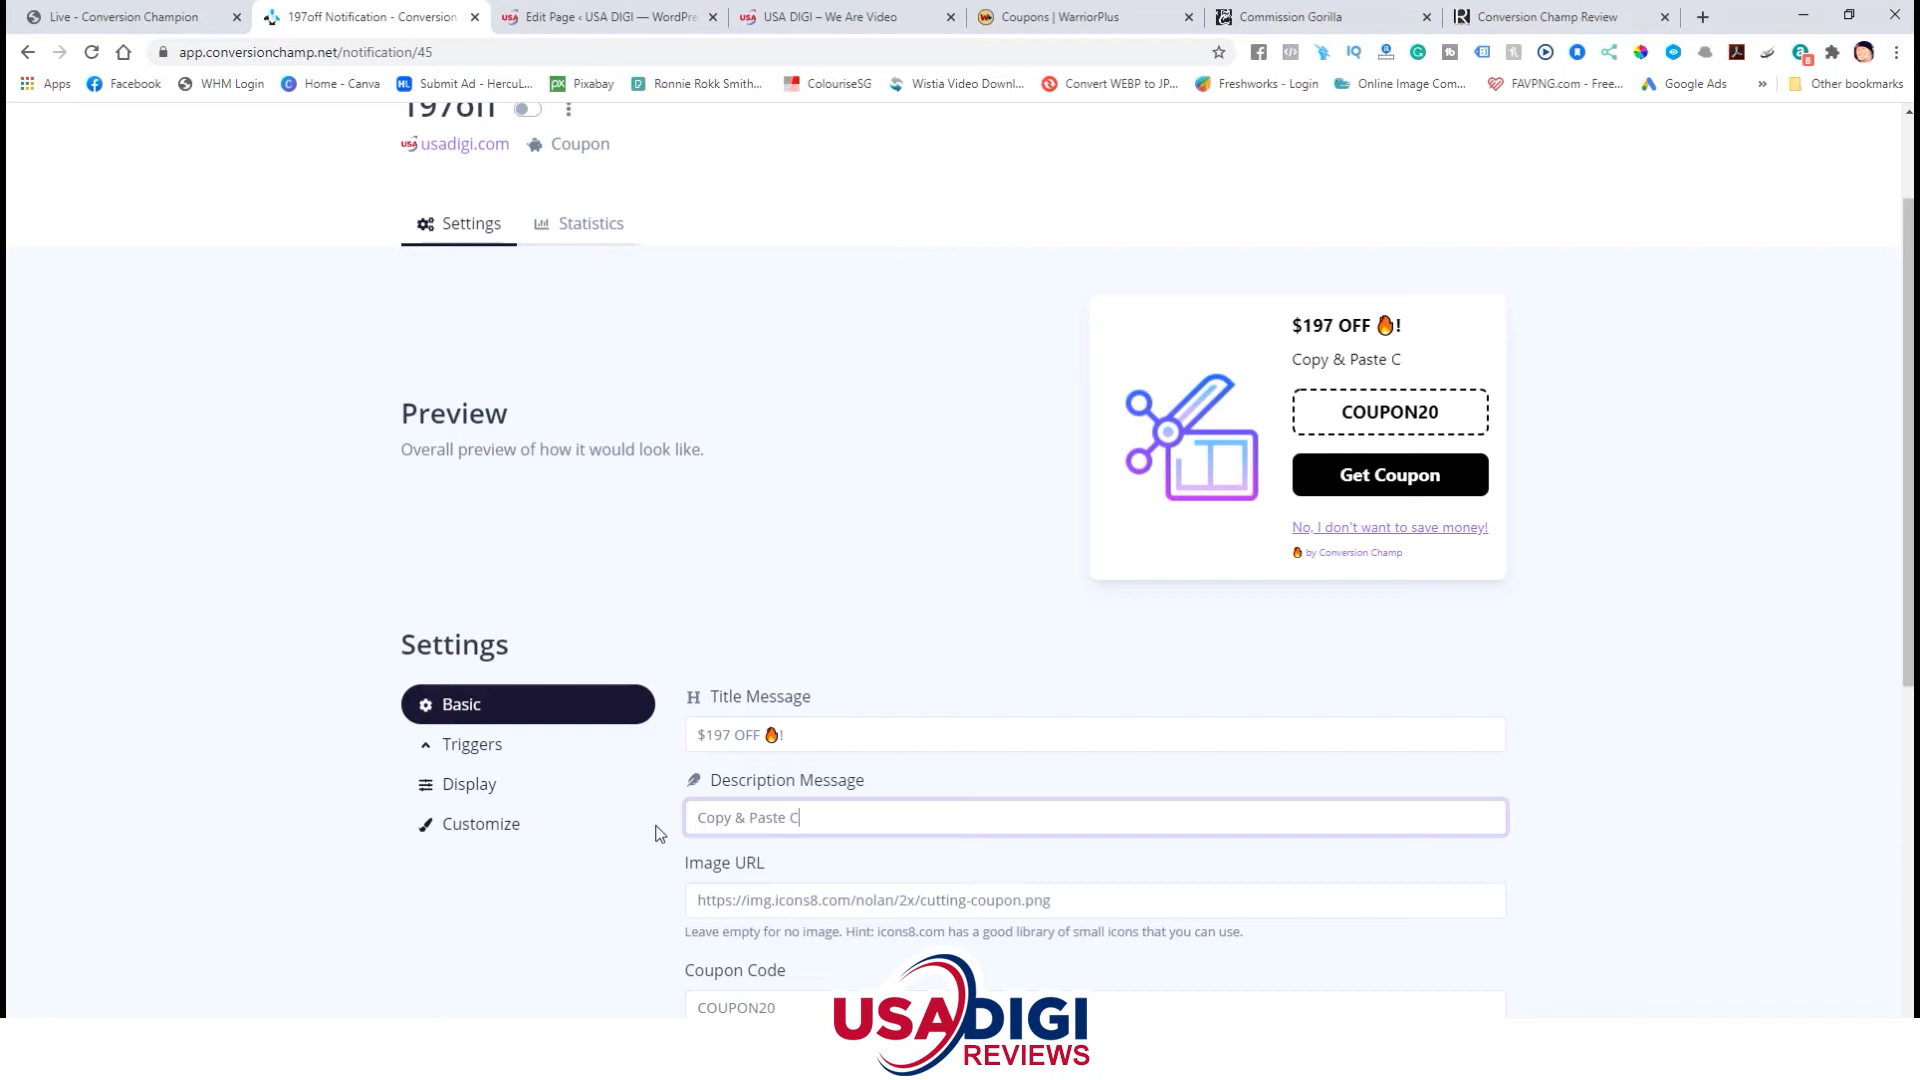 Live - Conversion Champion
197off Notification - Conversion
Edit Page ‹ USA DIGI — WordPre
USA DIGI – We Are Video
Coupons | WarriorPlus
Commission Gorilla
Conversion Champ Review
app.conversionchamp.net/notification/45
Apps
Facebook
WHM Login
Home - Canva
Submit Ad - HercuL...
Pixabay
Ronnie Rokk Smith...
ColouriseSG
Wistia Video Downl...
Convert WEBP to JP...
Freshworks - Login
Online Image Com...
FAVPNG.com - Free...
Google Ads
»
Other bookmarks
197off
usadigi.com
Coupon
Settings
Statistics
$197 OFF 🔥!
Copy & Paste C
COUPON20
Get Coupon
No, I don't want to save money!
🔥 by Conversion Champ
Preview
Overall preview of how it would look like.
Settings
Basic
Triggers
Display
Customize
Title Message
$197 OFF 🔥!
Description Message
Copy & Paste C
Image URL
https://img.icons8.com/nolan/2x/cutting-coupon.png
Leave empty for no image. Hint: icons8.com has a good library of small icons that you can use.
Coupon Code
COUPON20
USADIGI
REVIEWS